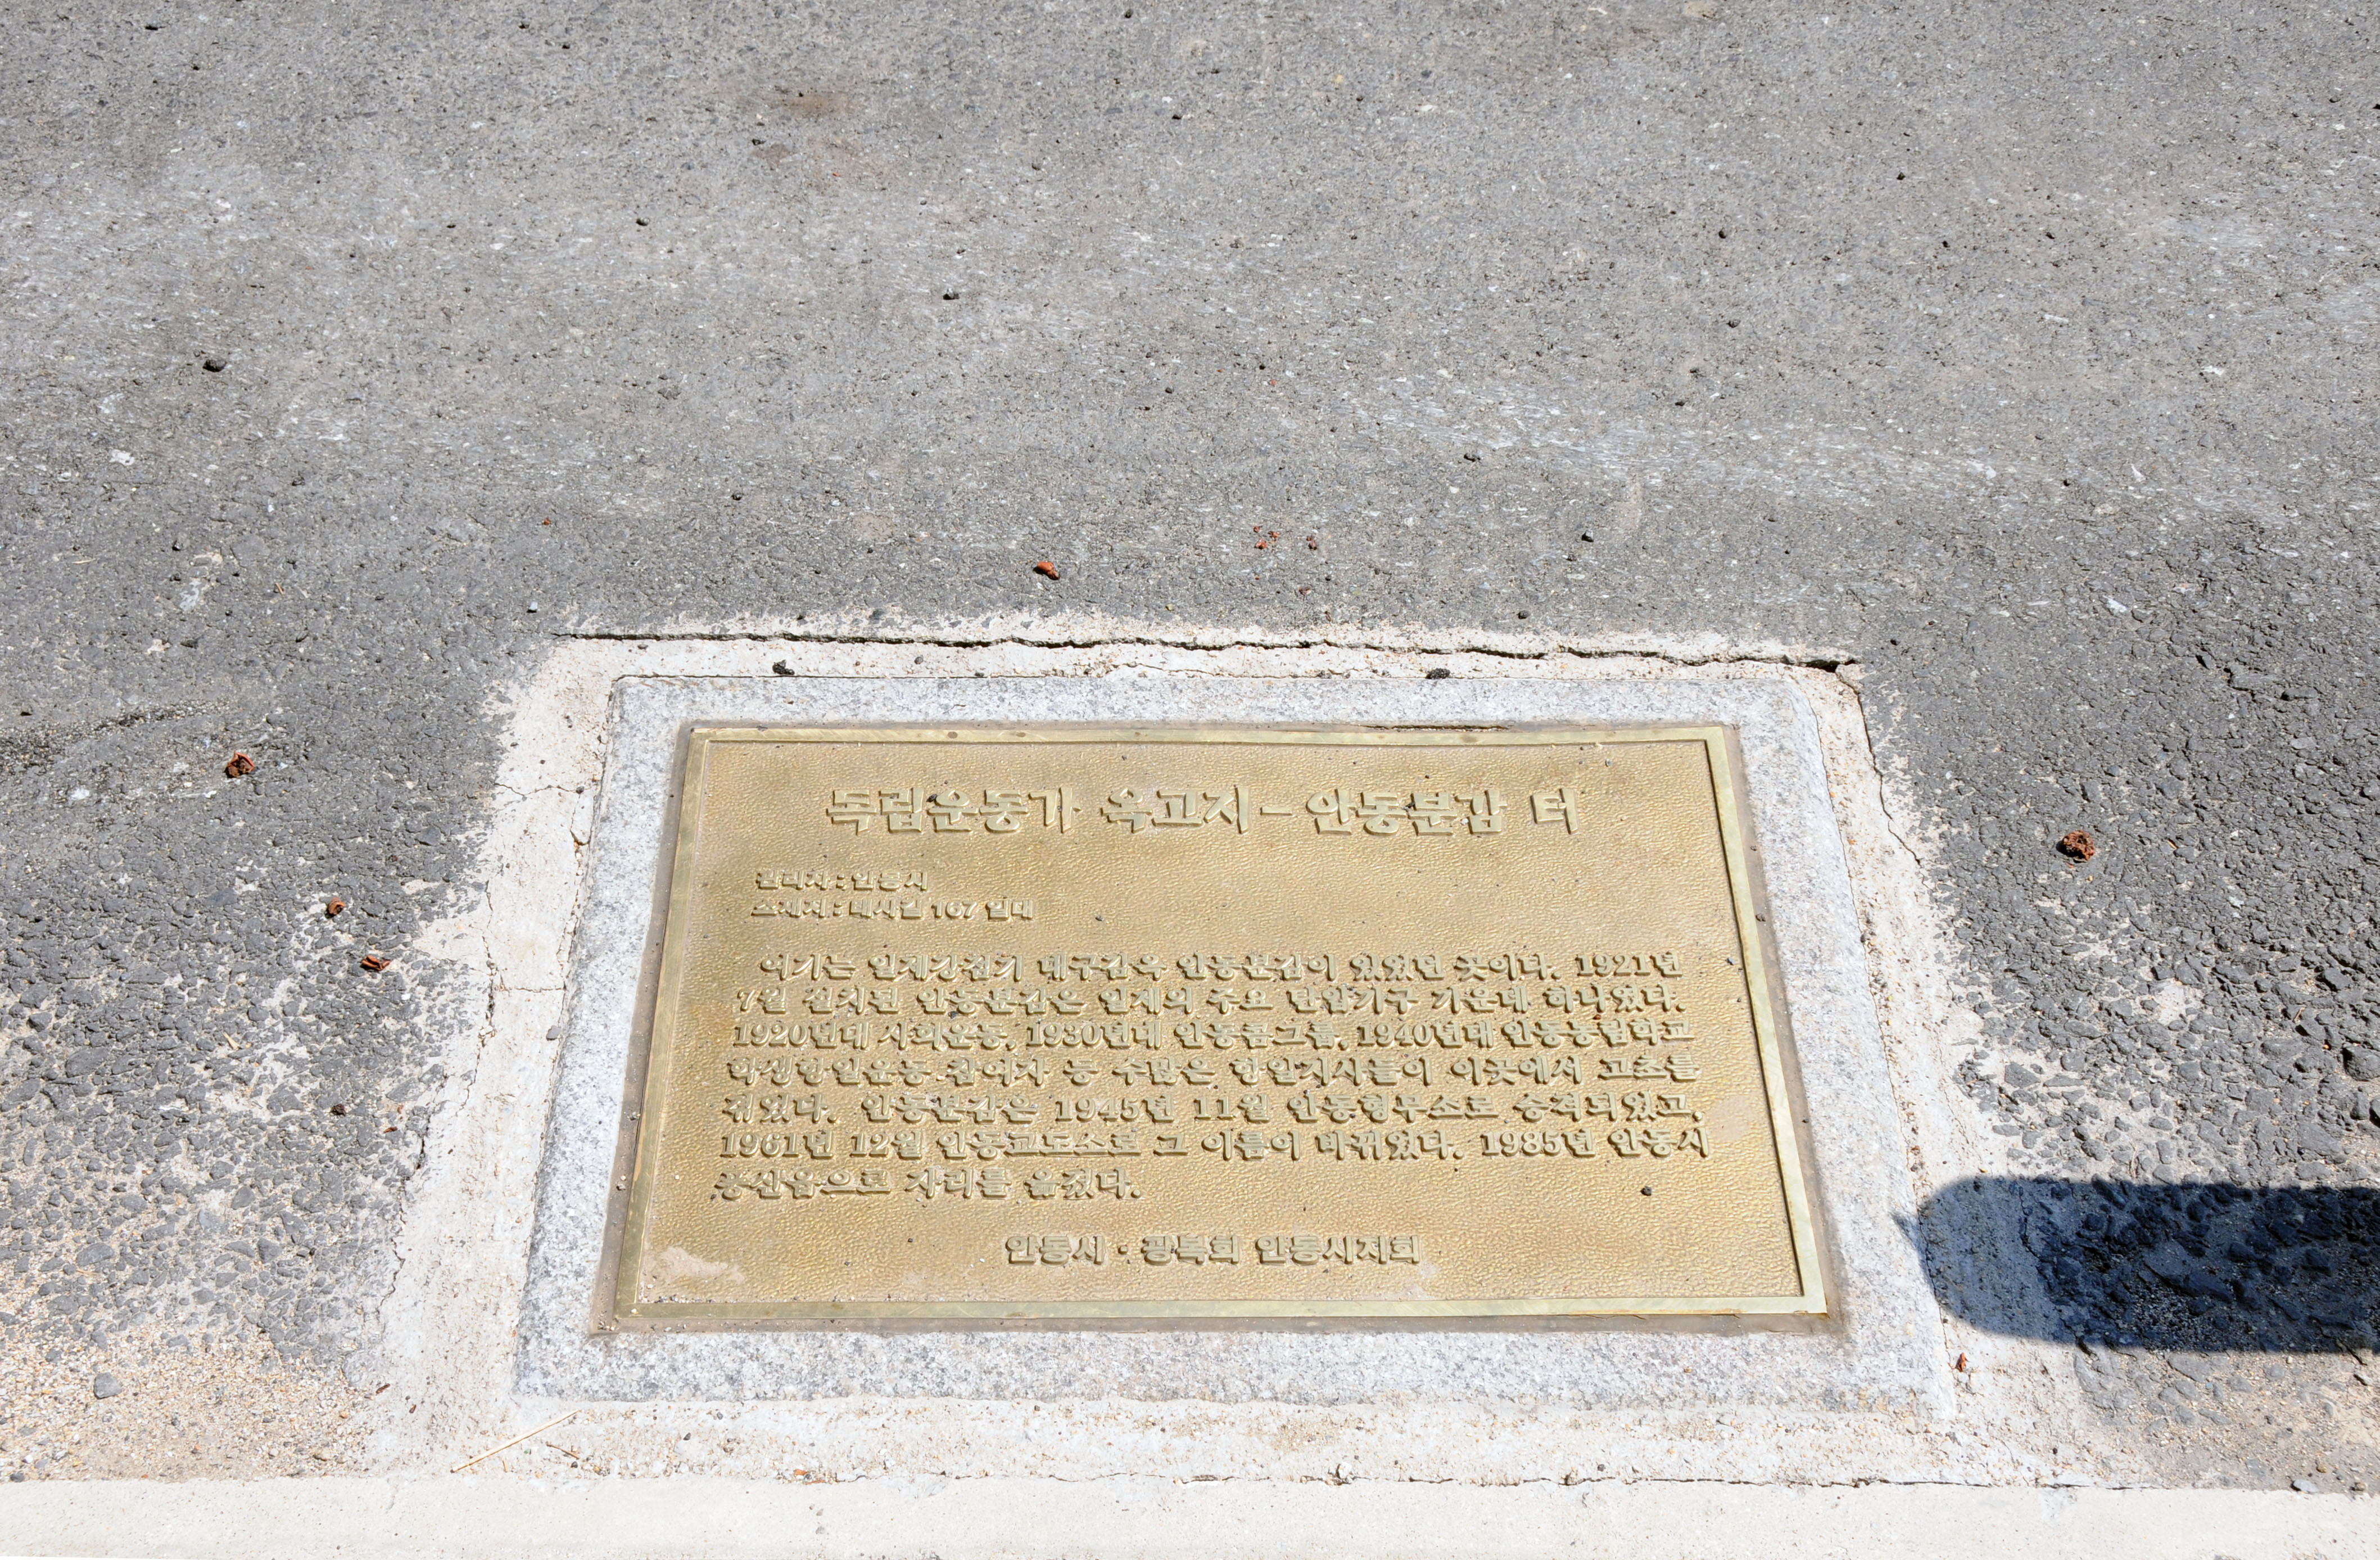 독립운동가 옥고지-안동분감 터
관리자 : 안동시
소재지 : 태사길 167 일대
여기는 일제강점기 대구감옥 안동분감이 있었던 곳이다. 1921년
7월 설치된 안동분감은 일제의 주요 탄압기구 가운데 하나였다.
1920년대 사회운동, 1930년대 안동콤그룹, 1940년대 안동농림학교
학생항일운동 참여자 등 수많은 항일지사들이 이곳에서 고초를
겪었다. 안동분감은 1945년 11월 안동형무소로 승격되었고,
1961년 12월 안동교도소로 그 이름이 바뀌었다. 1985년 안동시
풍산읍으로 자리를 옮겼다.
안동시 · 광복회 안동시지회